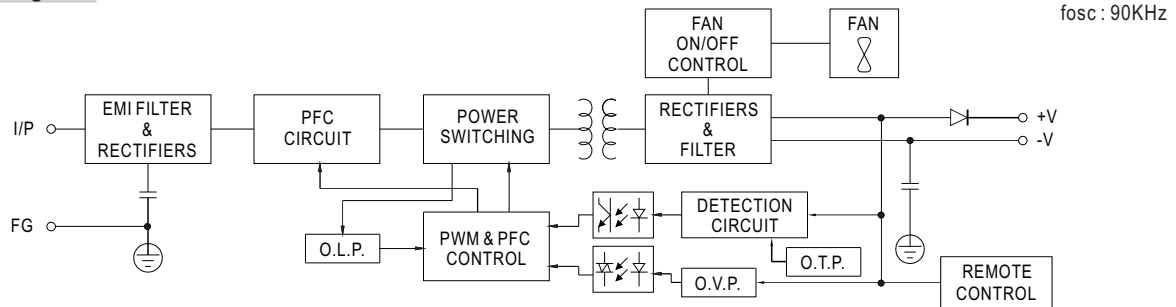 fosc : 90KHz
FAN
ON/OFF
CONTROL
FAN
I/P
EMI FILTER
&
RECTIFIERS
PFC
CIRCUIT
POWER
SWITCHING
RECTIFIERS
&
FILTER
+V
-V
FG
O.L.P.
PWM & PFC
CONTROL
DETECTION
CIRCUIT
O.T.P.
O.V.P.
REMOTE
CONTROL